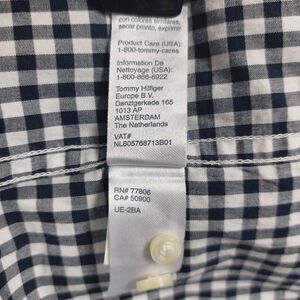 con colores similares,
secar pronto, exprimir
Product Care (USA):
1-800-tommy-cares
Information De
Nettoyage (USA):
1-800-866-6922
Tommy Hilfiger
Europe B.V.
Danzigerkade 165
1013 AP
AMSTERDAM
The Netherlands
VAT#
NL805768713B01
RN# 77806
CA# 50900
UE-2BA